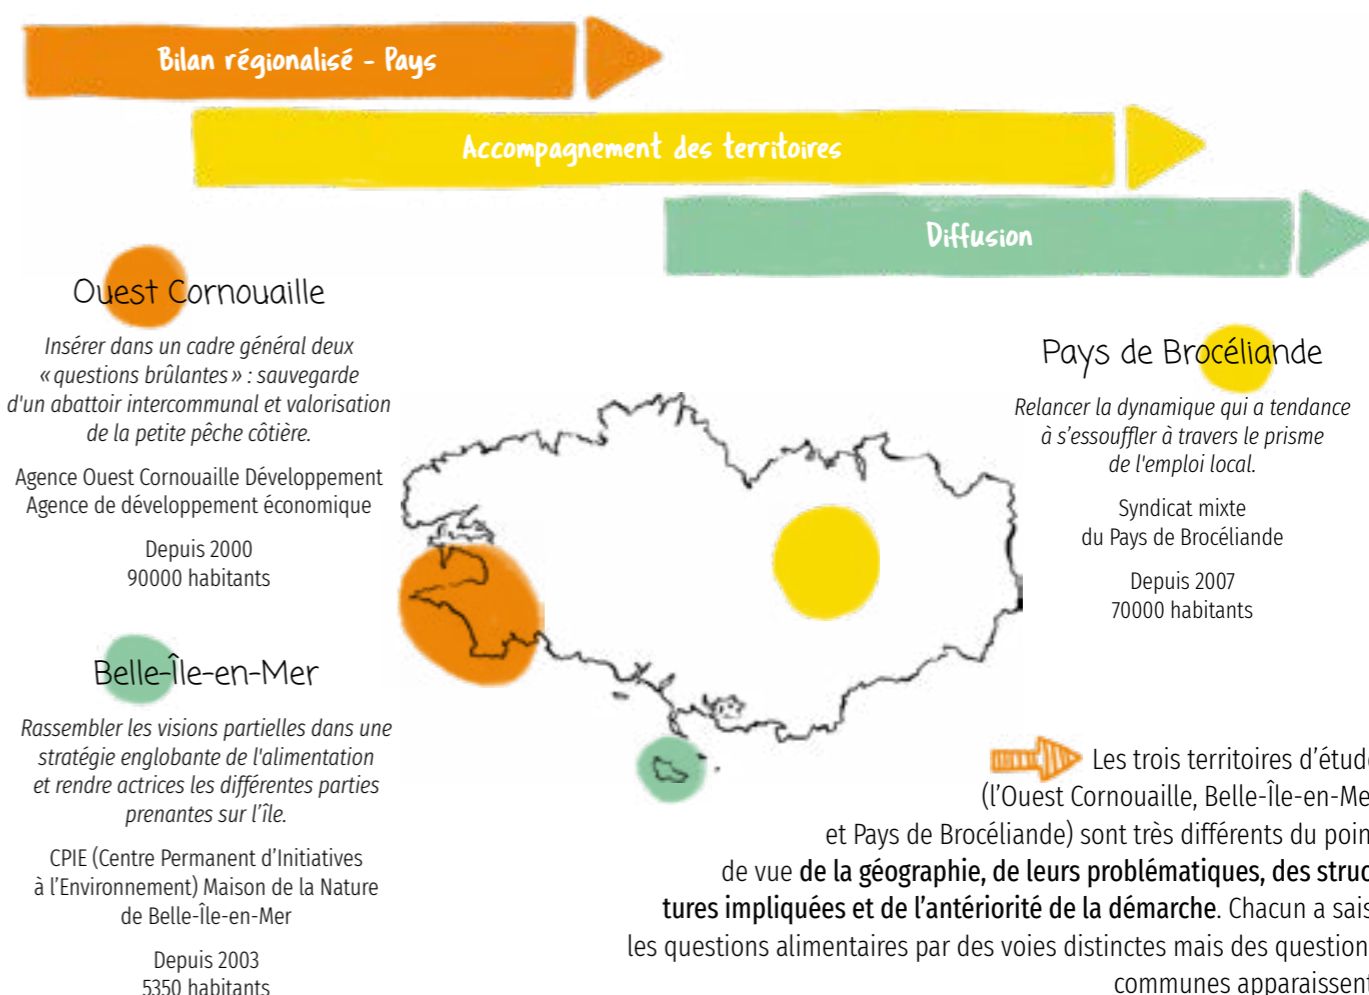 Bilan régionalisé - Pays
Accompagnement des territoires
Diffusion
Ouest Cornouaille
Insérer dans un cadre général deux
« questions brûlantes » : sauvegarde
d'un abattoir intercommunal et valorisation
de la petite pêche côtière.
Agence Ouest Cornouaille Développement
Agence de développement économique
Depuis 2000
90000 habitants
Belle-Île-en-Mer
Rassembler les visions partielles dans une
stratégie englobante de l'alimentation
et rendre actrices les différentes parties
prenantes sur l'île.
CPIE (Centre Permanent d'Initiatives
à l'Environnement) Maison de la Nature
de Belle-Île-en-Mer
Depuis 2003
5350 habitants
Pays de Brocéliande
Relancer la dynamique qui a tendance
à s'essouffler à travers le prisme
de l'emploi local.
Syndicat mixte
du Pays de Brocéliande
Depuis 2007
70000 habitants
Les trois territoires d'étude
(l'Ouest Cornouaille, Belle-Île-en-Me
et Pays de Brocéliande) sont très différents du poin
de vue de la géographie, de leurs problématiques, des struc
tures impliquées et de l'antériorité de la démarche. Chacun a sais
les questions alimentaires par des voies distinctes mais des question
communes apparaissent